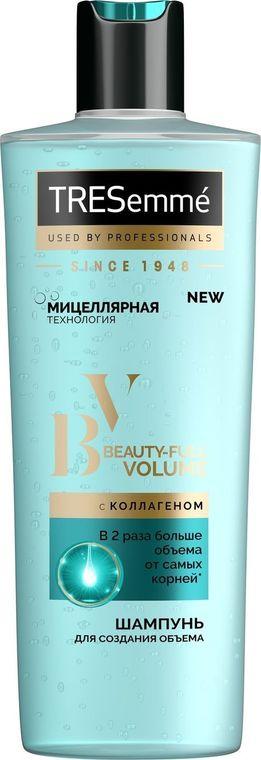 TRESemmé
USED BY PROFESSIONALS
SINCE 1948
МИЦЕЛЛЯРНАЯ
ТЕХНОЛОГИЯ
NEW
BV
BEAUTY-FULL
VOLUME
с КОЛЛАГЕНОМ
В 2 раза больше
объема
от самых
корней*
ШАМПУНЬ
ДЛЯ СОЗДАНИЯ ОБЪЕМА